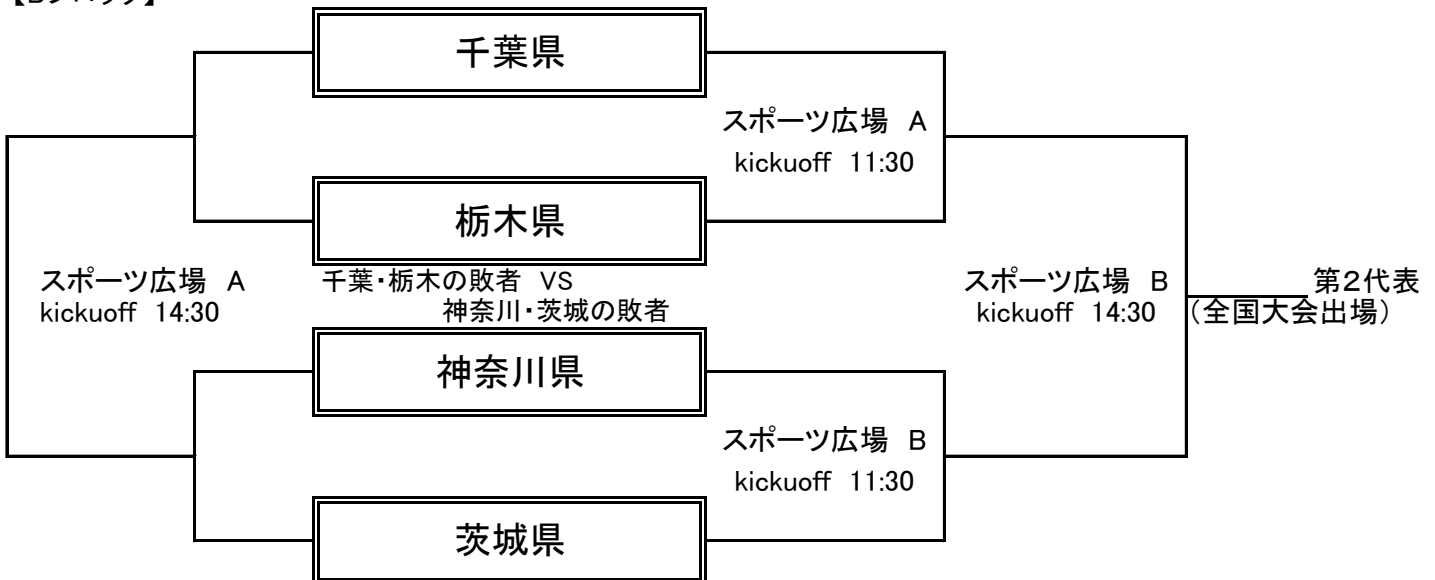 千葉県
スポーツ広場 A
kickuoff 11:30
栃木県
スポーツ広場 A
kickuoff 14:30
千葉・栃木の敗者 VS
神奈川・茨城の敗者
スポーツ広場 B
kickuoff 14:30
第2代表
(全国大会出場)
神奈川県
スポーツ広場 B
kickuoff 11:30
茨城県